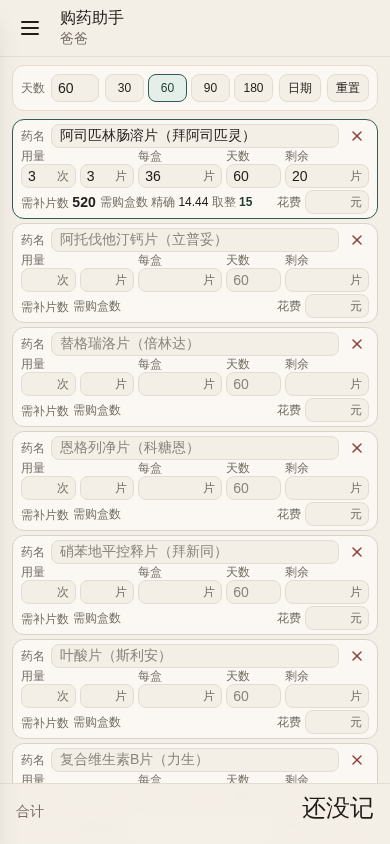 购药助手
爸爸
天数 60 30 60 90 180 日期 重置
药名 阿司匹林肠溶片（拜阿司匹灵）
用量 每盒 天数 剩余
3 次 3 片 36 片 60 20 片
需补片数 520 需购盒数 精确 14.44 取整 15 花费 元
药名 阿托伐他汀钙片（立普妥）
用量 每盒 天数 剩余
次 片 片 60 片
需补片数 需购盒数 花费 元
药名 替格瑞洛片（倍林达）
用量 每盒 天数 剩余
次 片 片 60 片
需补片数 需购盒数 花费 元
药名 恩格列净片（科糖恩）
用量 每盒 天数 剩余
次 片 片 60 片
需补片数 需购盒数 花费 元
药名 硝苯地平控释片（拜新同）
用量 每盒 天数 剩余
次 片 片 60 片
需补片数 需购盒数 花费 元
药名 叶酸片（斯利安）
用量 每盒 天数 剩余
次 片 片 60 片
需补片数 需购盒数 花费 元
药名 复合维生素B片（力生）
用量 每盒 天数 剩余
合计 还没记